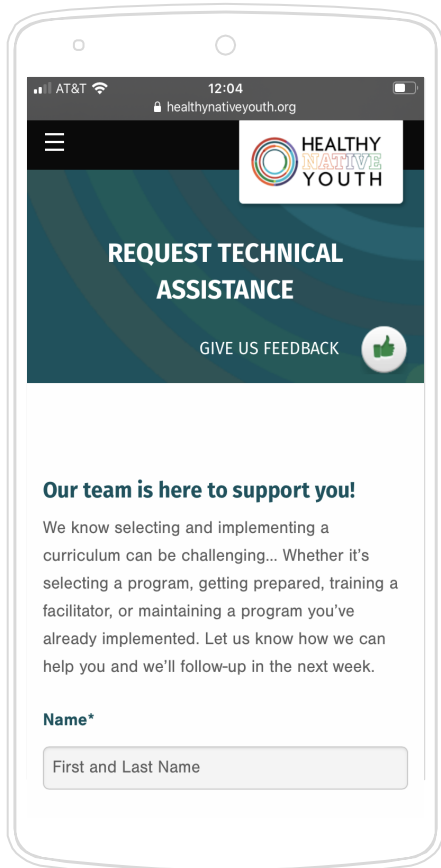 AT&T 12:04
healthynativeyouth.org
HEALTHY
NATIVE
YOUTH
REQUEST TECHNICAL
ASSISTANCE
GIVE US FEEDBACK
Our team is here to support you!
We know selecting and implementing a
curriculum can be challenging... Whether it's
selecting a program, getting prepared, training a
facilitator, or maintaining a program you've
already implemented. Let us know how we can
help you and we'll follow-up in the next week.
Name*
First and Last Name